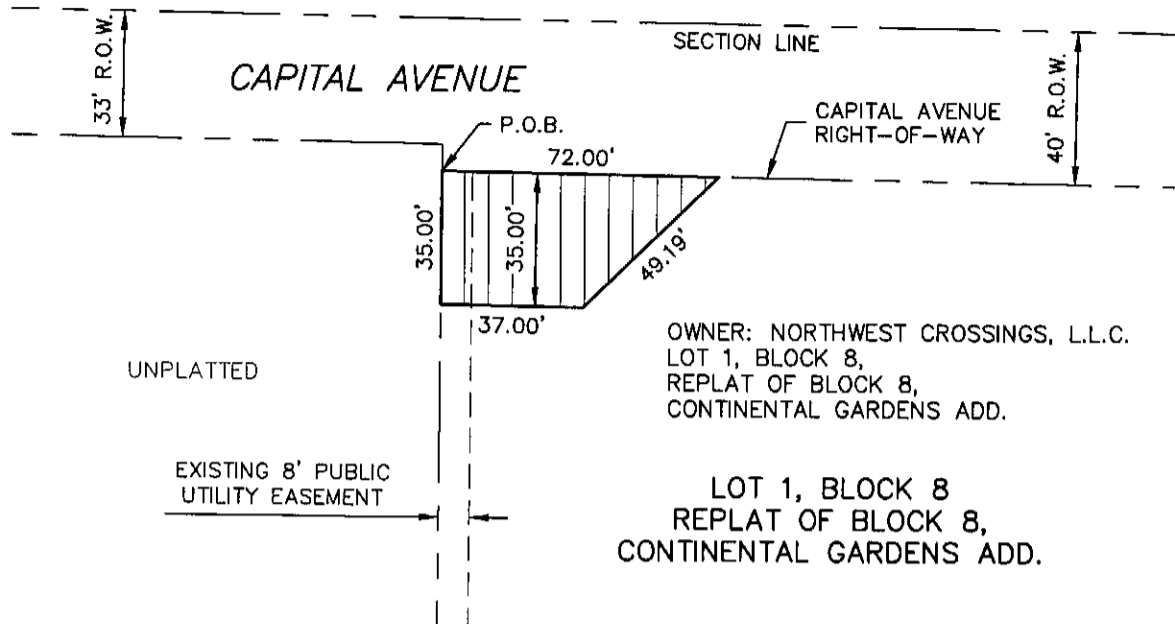 SECTION LINE
33' R.O.W.
CAPITAL AVENUE
40' R.O.W.
CAPITAL AVENUE
RIGHT-OF-WAY
P.O.B.
72.00'
35.00'
35.00'
49.19'
37.00'
OWNER: NORTHWEST CROSSINGS, L.L.C.
LOT 1, BLOCK 8,
REPLAT OF BLOCK 8,
CONTINENTAL GARDENS ADD.
UNPLATTED
EXISTING 8' PUBLIC
UTILITY EASEMENT
LOT 1, BLOCK 8
REPLAT OF BLOCK 8,
CONTINENTAL GARDENS ADD.